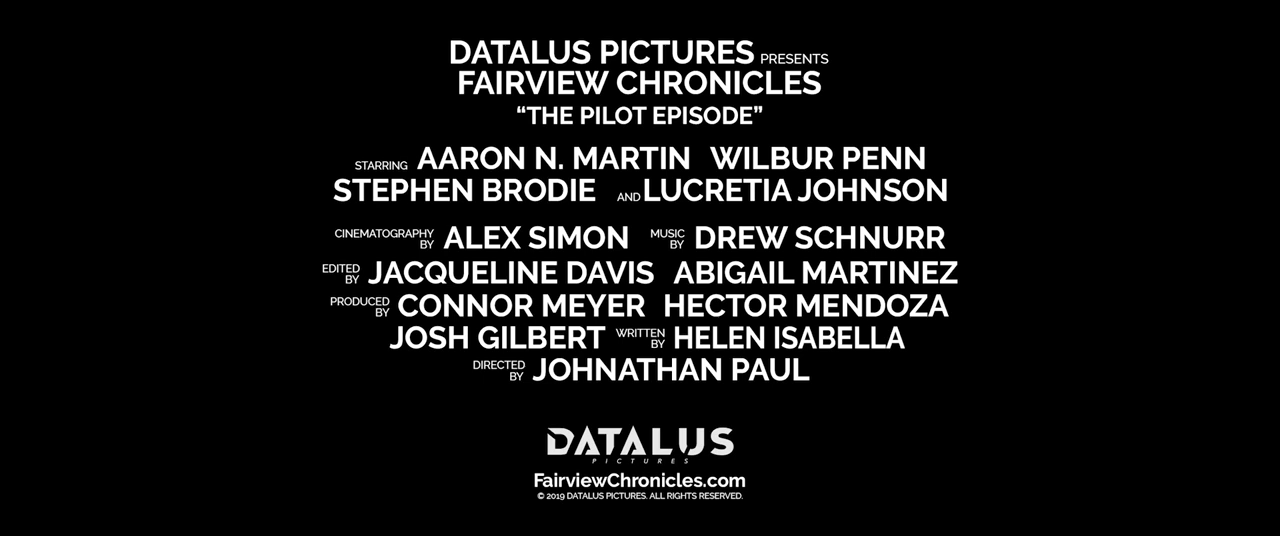 DATALUS PICTURES PRESENTS
FAIRVIEW CHRONICLES
“THE PILOT EPISODE”
STARRING AARON N. MARTIN WILBUR PENN
STEPHEN BRODIE AND LUCRETIA JOHNSON
CINEMATOGRAPHY BY ALEX SIMON MUSIC BY DREW SCHNURR
EDITED BY JACQUELINE DAVIS ABIGAIL MARTINEZ
PRODUCED BY CONNOR MEYER HECTOR MENDOZA
JOSH GILBERT WRITTEN BY HELEN ISABELLA
DIRECTED BY JOHNATHAN PAUL
DATALUS
PICTURES
FairviewChronicles.com
© 2019 DATALUS PICTURES. ALL RIGHTS RESERVED.